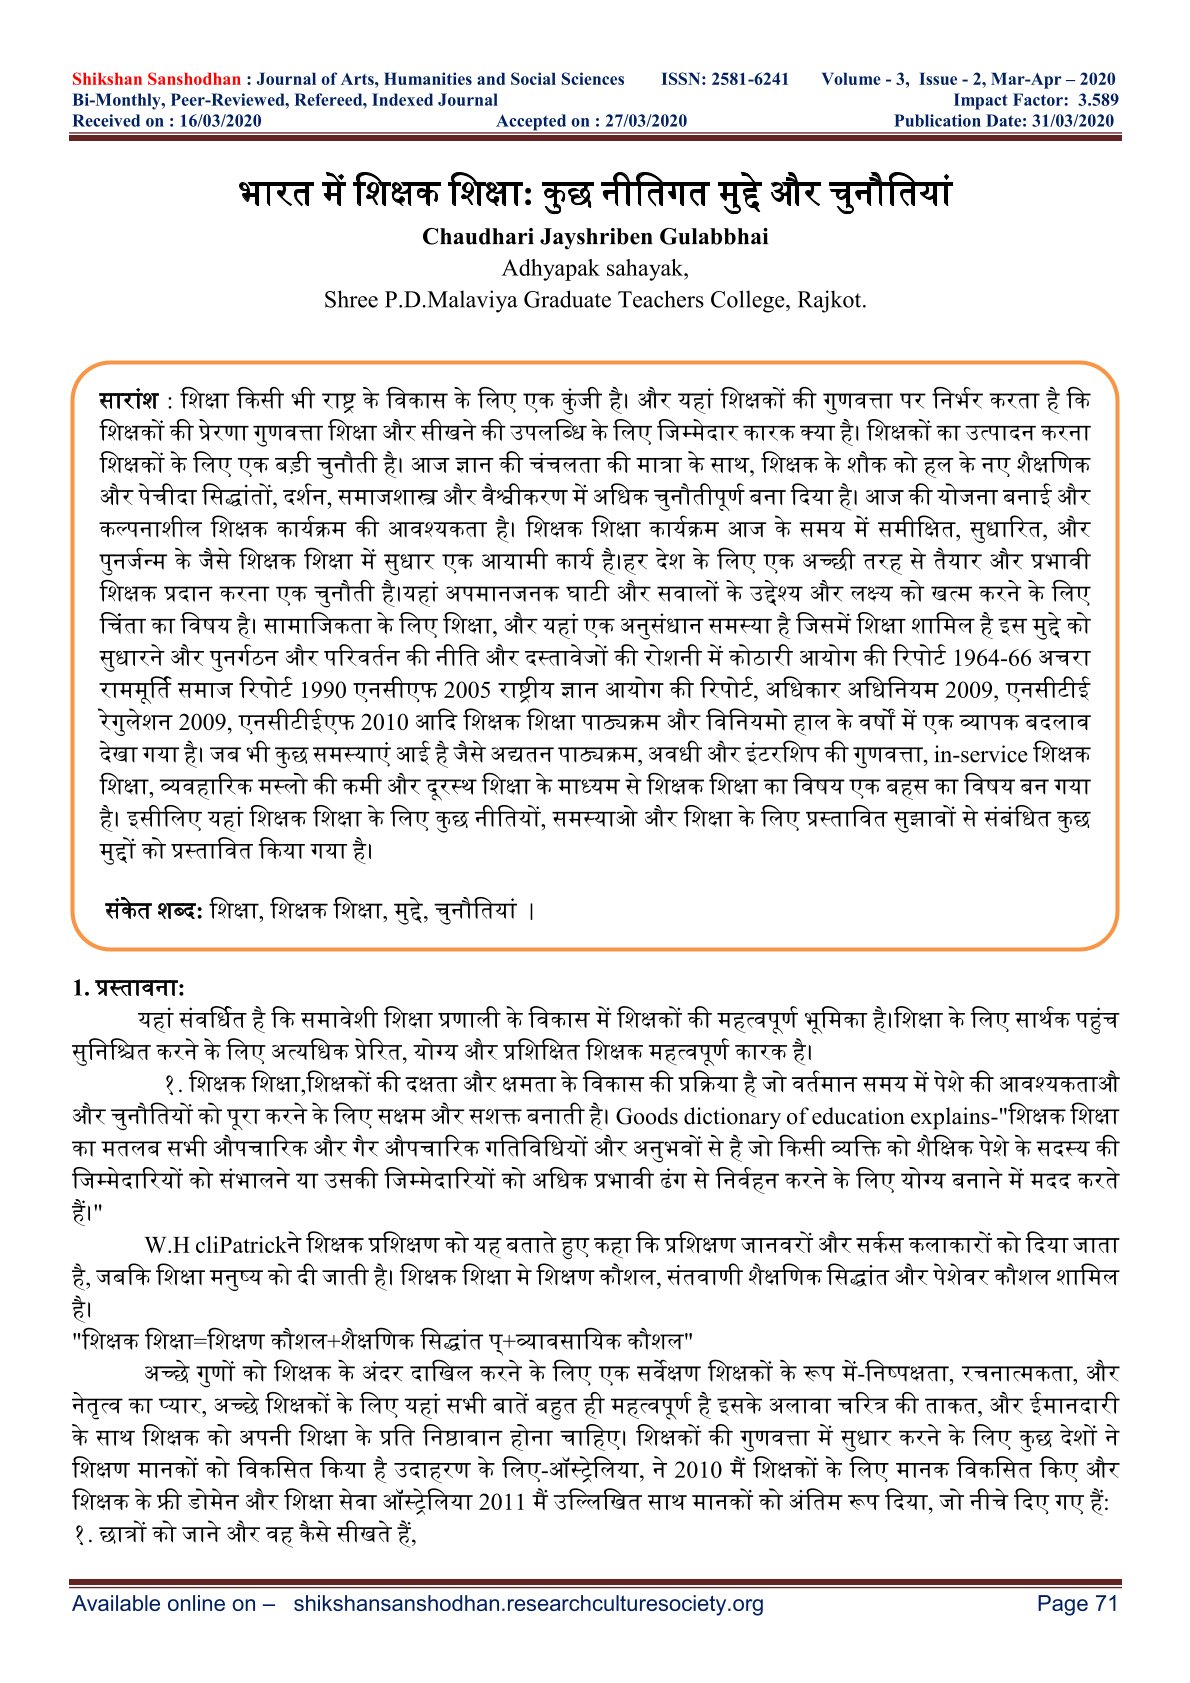 Shikshan Sanshodhan : Journal of Arts, Humanities and Social Sciences ISSN: 2581-6241 Volume - 3, Issue - 2, Mar-Apr – 2020
Bi-Monthly, Peer-Reviewed, Refereed, Indexed Journal Impact Factor: 3.589
Received on : 16/03/2020 Accepted on : 27/03/2020 Publication Date: 31/03/2020
भारत में शिक्षक शिक्षा: कुछ नीतिगत मुद्दे और चुनौतियां
Chaudhari Jayshriben Gulabbhai
Adhyapak sahayak,
Shree P.D.Malaviya Graduate Teachers College, Rajkot.
सारांश : शिक्षा किसी भी राष्ट्र के विकास के लिए एक कुंजी है। और यहां शिक्षकों की गुणवत्ता पर निर्भर करता है कि
शिक्षकों की प्रेरणा गुणवत्ता शिक्षा और सीखने की उपलब्धि के लिए जिम्मेदार कारक क्या है। शिक्षकों का उत्पादन करना
शिक्षकों के लिए एक बड़ी चुनौती है। आज ज्ञान की चंचलता की मात्रा के साथ, शिक्षक के शौक को हल के नए शैक्षणिक
और पेचीदा सिद्धांतों, दर्शन, समाजशास्त्र और वैश्वीकरण में अधिक चुनौतीपूर्ण बना दिया है। आज की योजना बनाई और
कल्पनाशील शिक्षक कार्यक्रम की आवश्यकता है। शिक्षक शिक्षा कार्यक्रम आज के समय में समीक्षित, सुधारित, और
पुनर्जन्म के जैसे शिक्षक शिक्षा में सुधार एक आयामी कार्य है।हर देश के लिए एक अच्छी तरह से तैयार और प्रभावी
शिक्षक प्रदान करना एक चुनौती है।यहां अपमानजनक घाटी और सवालों के उद्देश्य और लक्ष्य को खत्म करने के लिए
चिंता का विषय है। सामाजिकता के लिए शिक्षा, और यहां एक अनुसंधान समस्या है जिसमें शिक्षा शामिल है इस मुद्दे को
सुधारने और पुनर्गठन और परिवर्तन की नीति और दस्तावेजों की रोशनी में कोठारी आयोग की रिपोर्ट 1964-66 अचरा
राममूर्ति समाज रिपोर्ट 1990 एनसीएफ 2005 राष्ट्रीय ज्ञान आयोग की रिपोर्ट, अधिकार अधिनियम 2009, एनसीटीई
रेगुलेशन 2009, एनसीटीईएफ 2010 आदि शिक्षक शिक्षा पाठ्यक्रम और विनियमो हाल के वर्षों में एक व्यापक बदलाव
देखा गया है। जब भी कुछ समस्याएं आई है जैसे अद्यतन पाठ्यक्रम, अवधी और इंटरशिप की गुणवत्ता, in-service शिक्षक
शिक्षा, व्यवहारिक मस्लो की कमी और दूरस्थ शिक्षा के माध्यम से शिक्षक शिक्षा का विषय एक बहस का विषय बन गया
है। इसीलिए यहां शिक्षक शिक्षा के लिए कुछ नीतियों, समस्याओ और शिक्षा के लिए प्रस्तावित सुझावों से संबंधित कुछ
मुद्दों को प्रस्तावित किया गया है।
संकेत शब्द: शिक्षा, शिक्षक शिक्षा, मुद्दे, चुनौतियां ।
1. प्रस्तावना:
यहां संवर्धित है कि समावेशी शिक्षा प्रणाली के विकास में शिक्षकों की महत्वपूर्ण भूमिका है।शिक्षा के लिए सार्थक पहुंच
सुनिश्चित करने के लिए अत्यधिक प्रेरित, योग्य और प्रशिक्षित शिक्षक महत्वपूर्ण कारक है।
१. शिक्षक शिक्षा,शिक्षकों की दक्षता और क्षमता के विकास की प्रक्रिया है जो वर्तमान समय में पेशे की आवश्यकताऔ
और चुनौतियों को पूरा करने के लिए सक्षम और सशक्त बनाती है। Goods dictionary of education explains-"शिक्षक शिक्षा
का मतलब सभी औपचारिक और गैर औपचारिक गतिविधियों और अनुभवों से है जो किसी व्यक्ति को शैक्षिक पेशे के सदस्य की
जिम्मेदारियों को संभालने या उसकी जिम्मेदारियों को अधिक प्रभावी ढंग से निर्वहन करने के लिए योग्य बनाने में मदद करते
हैं।"
W.H cliPatrickने शिक्षक प्रशिक्षण को यह बताते हुए कहा कि प्रशिक्षण जानवरों और सर्कस कलाकारों को दिया जाता
है, जबकि शिक्षा मनुष्य को दी जाती है। शिक्षक शिक्षा मे शिक्षण कौशल, संतवाणी शैक्षणिक सिद्धांत और पेशेवर कौशल शामिल
है।
"शिक्षक शिक्षा=शिक्षण कौशल+शैक्षणिक सिद्धांत प्+व्यावसायिक कौशल"
अच्छे गुणों को शिक्षक के अंदर दाखिल करने के लिए एक सर्वेक्षण शिक्षकों के रूप में-निष्पक्षता, रचनात्मकता, और
नेतृत्व का प्यार, अच्छे शिक्षकों के लिए यहां सभी बातें बहुत ही महत्वपूर्ण है इसके अलावा चरित्र की ताकत, और ईमानदारी
के साथ शिक्षक को अपनी शिक्षा के प्रति निष्ठावान होना चाहिए। शिक्षकों की गुणवत्ता में सुधार करने के लिए कुछ देशों ने
शिक्षण मानकों को विकसित किया है उदाहरण के लिए-ऑस्ट्रेलिया, ने 2010 मैं शिक्षकों के लिए मानक विकसित किए और
शिक्षक के फ्री डोमेन और शिक्षा सेवा ऑस्ट्रेलिया 2011 मैं उल्लिखित साथ मानकों को अंतिम रूप दिया, जो नीचे दिए गए हैं:
१. छात्रों को जाने और वह कैसे सीखते हैं,
Available online on – shikshansanshodhan.researchculturesociety.org Page 71